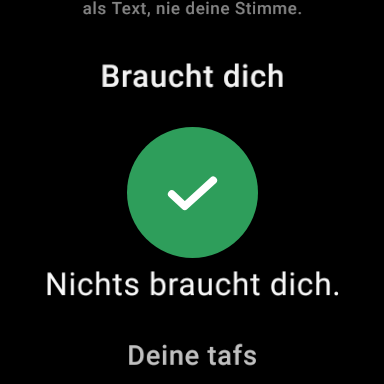 als Text, nie deine Stimme.
Braucht dich
Nichts braucht dich.
Deine tafs